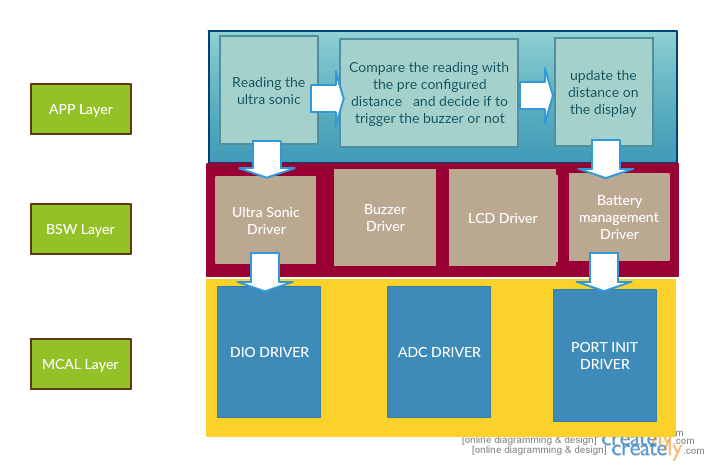 Reading the
ultra sonic
Compare the reading with
the pre configured
distance and decide if to
trigger the buzzer or not
update the
distance on
the display
APP Layer
BSW Layer
Ultra Sonic
Driver
Buzzer
Driver
LCD Driver
Battery
management
Driver
MCAL Layer
DIO DRIVER
ADC DRIVER
PORT INIT
DRIVER
[online diagramming & design] creately.com
[online diagramming & design] creately.com